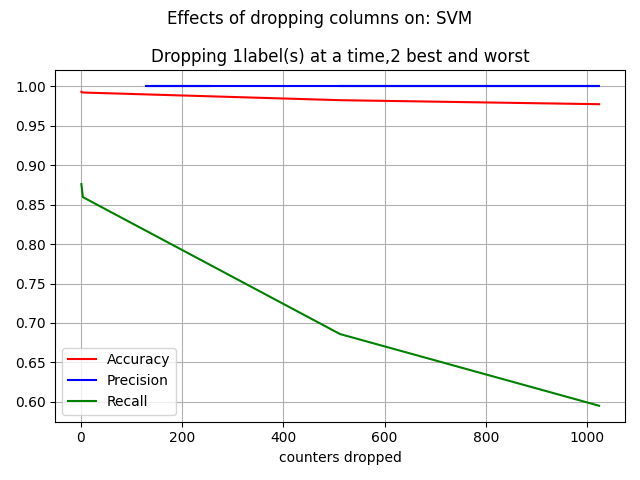 Effects of dropping columns on: SVM
Dropping 1label(s) at a time,2 best and worst
1.00
0.95
0.90
0.85
0.80
0.75
0.70
0.65
0.60
Accuracy
Precision
Recall
0 200 400 600 800 1000
counters dropped